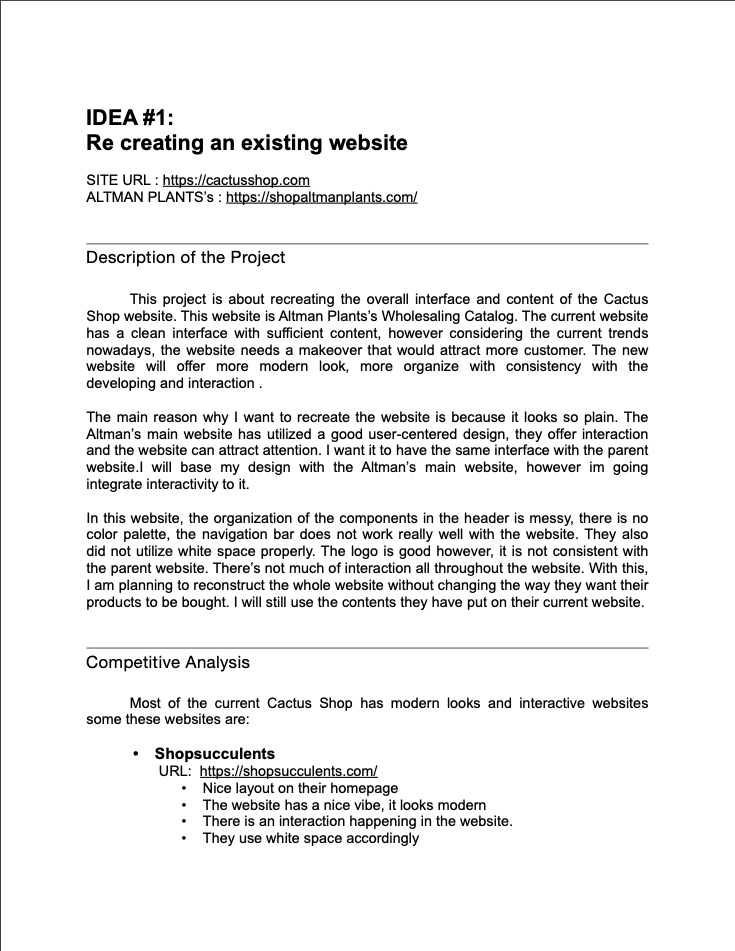 IDEA #1:
Re creating an existing website
SITE URL : https://cactusshop.com
ALTMAN PLANTS's : https://shopaltmanplants.com/
Description of the Project
This project is about recreating the overall interface and content of the Cactus
Shop website. This website is Altman Plants's Wholesaling Catalog. The current website
has a clean interface with sufficient content, however considering the current trends
nowadays, the website needs a makeover that would attract more customer. The new
website will offer more modern look, more organize with consistency with the
developing and interaction .
The main reason why I want to recreate the website is because it looks so plain. The
Altman's main website has utilized a good user-centered design, they offer interaction
and the website can attract attention. I want it to have the same interface with the parent
website.I will base my design with the Altman's main website, however im going
integrate interactivity to it.
In this website, the organization of the components in the header is messy, there is no
color palette, the navigation bar does not work really well with the website. They also
did not utilize white space properly. The logo is good however, it is not consistent with
the parent website. There's not much of interaction all throughout the website. With this,
I am planning to reconstruct the whole website without changing the way they want their
products to be bought. I will still use the contents they have put on their current website.
Competitive Analysis
Most of the current Cactus Shop has modern looks and interactive websites
some these websites are:
• Shopsucculents
URL: https://shopsucculents.com/
• Nice layout on their homepage
• The website has a nice vibe, it looks modern
• There is an interaction happening in the website.
• They use white space accordingly